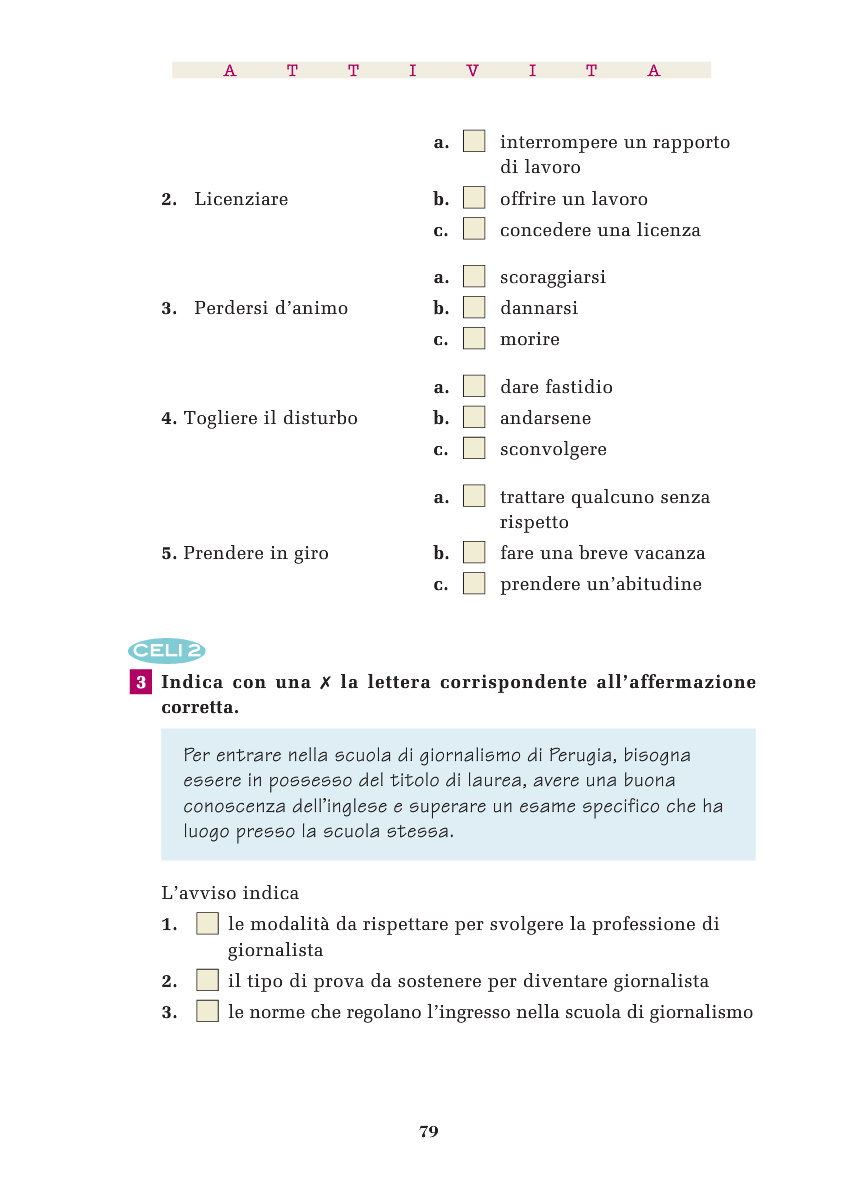 A T T I V I T A
a. interrompere un rapporto
di lavoro
2. Licenziare b. offrire un lavoro
c. concedere una licenza
a. scoraggiarsi
3. Perdersi d’animo b. dannarsi
c. morire
a. dare fastidio
4. Togliere il disturbo b. andarsene
c. sconvolgere
a. trattare qualcuno senza
rispetto
5. Prendere in giro b. fare una breve vacanza
c. prendere un’abitudine
CELI 2
3 Indica con una ✗ la lettera corrispondente all’affermazione
corretta.
Per entrare nella scuola di giornalismo di Perugia, bisogna
essere in possesso del titolo di laurea, avere una buona
conoscenza dell’inglese e superare un esame specifico che ha
luogo presso la scuola stessa.
L’avviso indica
1. le modalità da rispettare per svolgere la professione di
giornalista
2. il tipo di prova da sostenere per diventare giornalista
3. le norme che regolano l’ingresso nella scuola di giornalismo
79